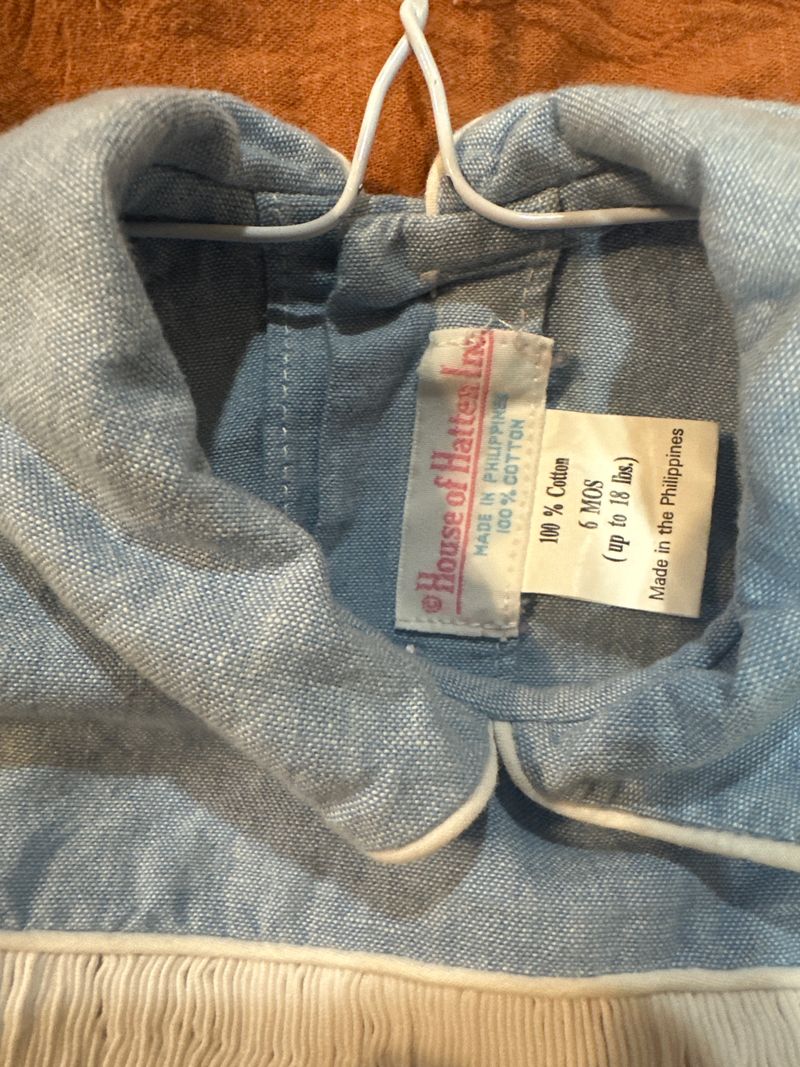 © House of Hatten Inc.
MADE IN PHILIPPINES
100% COTTON
100 % Cotton
6 MOS
( up to 18 lbs.)
Made in the Philippines